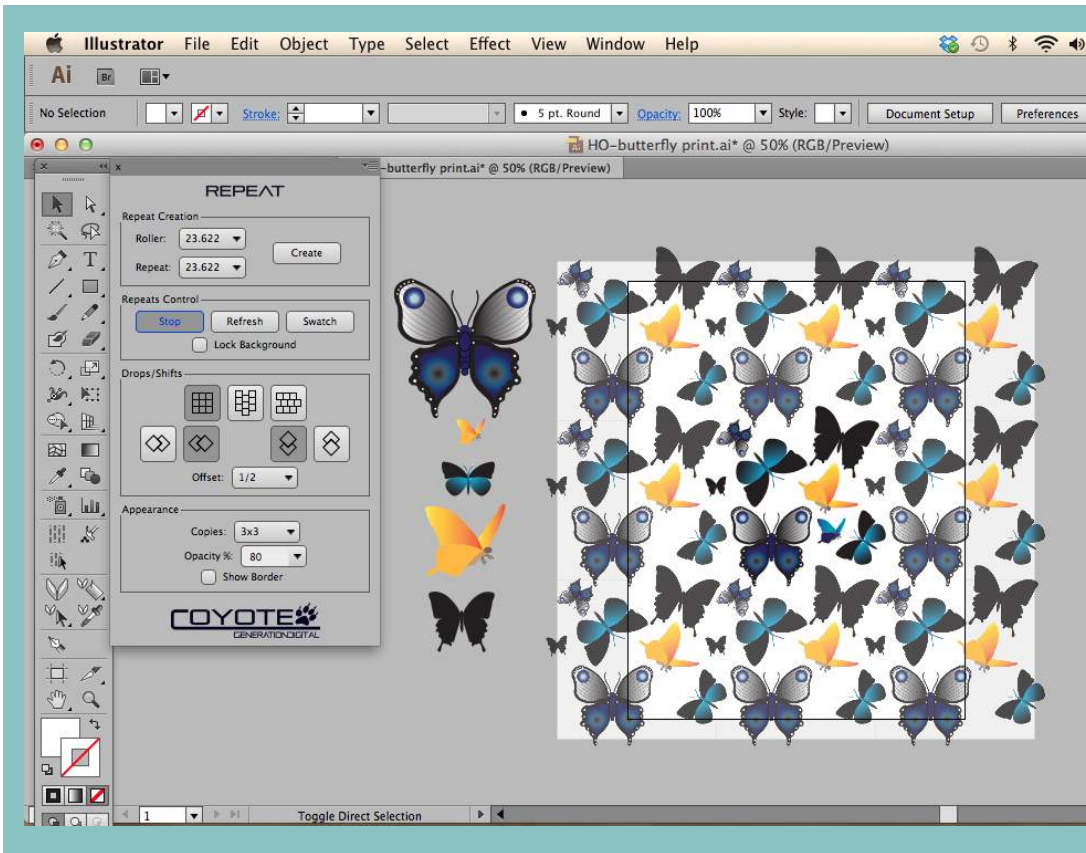 Illustrator File Edit Object Type Select Effect View Window Help
Ai Br
No Selection Stroke: 5 pt. Round Opacity: 100% Style: Document Setup Preferences
HO-butterfly print.ai* @ 50% (RGB/Preview)
-butterfly print.ai* @ 50% (RGB/Preview)
REPEAT
Repeat Creation
Roller: 23.622
Create
Repeat: 23.622
Repeats Control
Stop Refresh Swatch
Lock Background
Drops/Shifts
Offset: 1/2
Appearance
Copies: 3x3
Opacity %: 80
Show Border
COYOTE
GENERATIONDIGITAL
1 Toggle Direct Selection